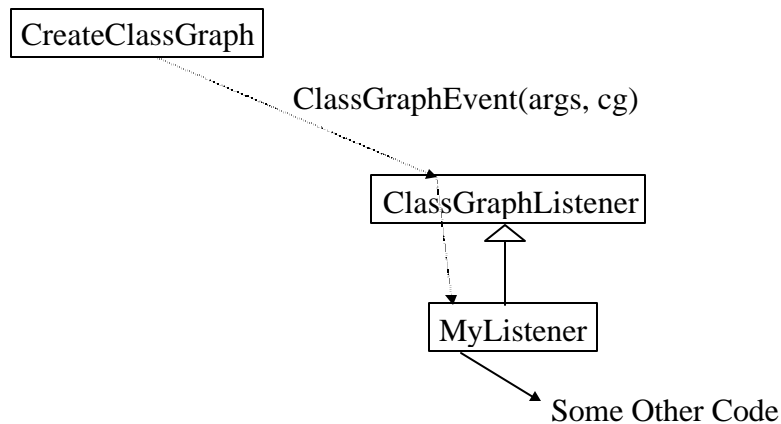 CreateClassGraph
ClassGraphEvent(args, cg)
ClassGraphListener
MyListener
Some Other Code